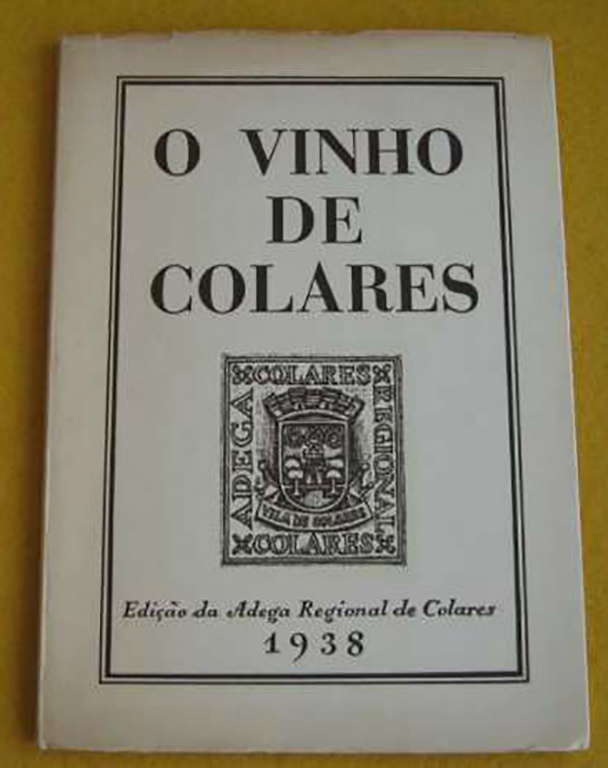 O VINHO
DE
COLARES
COLARES
ADEGA
REGIONAL
VILA DE COLARES
COLARES
Edição da Adega Regional de Colares
1938